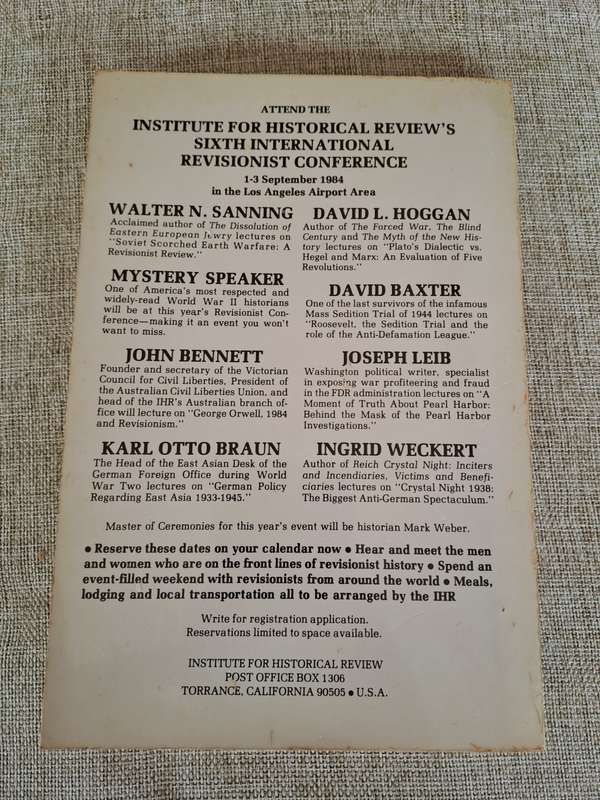 ATTEND THE
INSTITUTE FOR HISTORICAL REVIEW'S
SIXTH INTERNATIONAL
REVISIONIST CONFERENCE
1-3 September 1984
in the Los Angeles Airport Area
WALTER N. SANNING
Acclaimed author of The Dissolution of
Eastern European Jewry lectures on
"Soviet Scorched Earth Warfare: A
Revisionist Review."
MYSTERY SPEAKER
One of America's most respected and
widely-read World War II historians
will be at this year's Revisionist Con-
ference—making it an event you won't
want to miss.
JOHN BENNETT
Founder and secretary of the Victorian
Council for Civil Liberties, President of
the Australian Civil Liberties Union, and
head of the IHR's Australian branch of-
fice will lecture on "George Orwell, 1984
and Revisionism."
KARL OTTO BRAUN
The Head of the East Asian Desk of the
German Foreign Office during World
War Two lectures on "German Policy
Regarding East Asia 1933-1945."
DAVID L. HOGGAN
Author of The Forced War, The Blind
Century and The Myth of the New His-
tory lectures on "Plato's Dialectic vs.
Hegel and Marx: An Evaluation of Five
Revolutions."
DAVID BAXTER
One of the last survivors of the infamous
Mass Sedition Trial of 1944 lectures on
"Roosevelt, the Sedition Trial and the
role of the Anti-Defamation League."
JOSEPH LEIB
Washington political writer, specialist
in exposing war profiteering and fraud
in the FDR administration lectures on "A
Moment of Truth About Pearl Harbor:
Behind the Mask of the Pearl Harbor
Investigations."
INGRID WECKERT
Author of Reich Crystal Night: Inciters
and Incendiaries, Victims and Benefi-
ciaries lectures on "Crystal Night 1938:
The Biggest Anti-German Spectaculum."
Master of Ceremonies for this year's event will be historian Mark Weber.
• Reserve these dates on your calendar now • Hear and meet the men
and women who are on the front lines of revisionist history • Spend an
event-filled weekend with revisionists from around the world • Meals,
lodging and local transportation all to be arranged by the IHR
Write for registration application.
Reservations limited to space available.
INSTITUTE FOR HISTORICAL REVIEW
POST OFFICE BOX 1306
TORRANCE, CALIFORNIA 90505 • U.S.A.